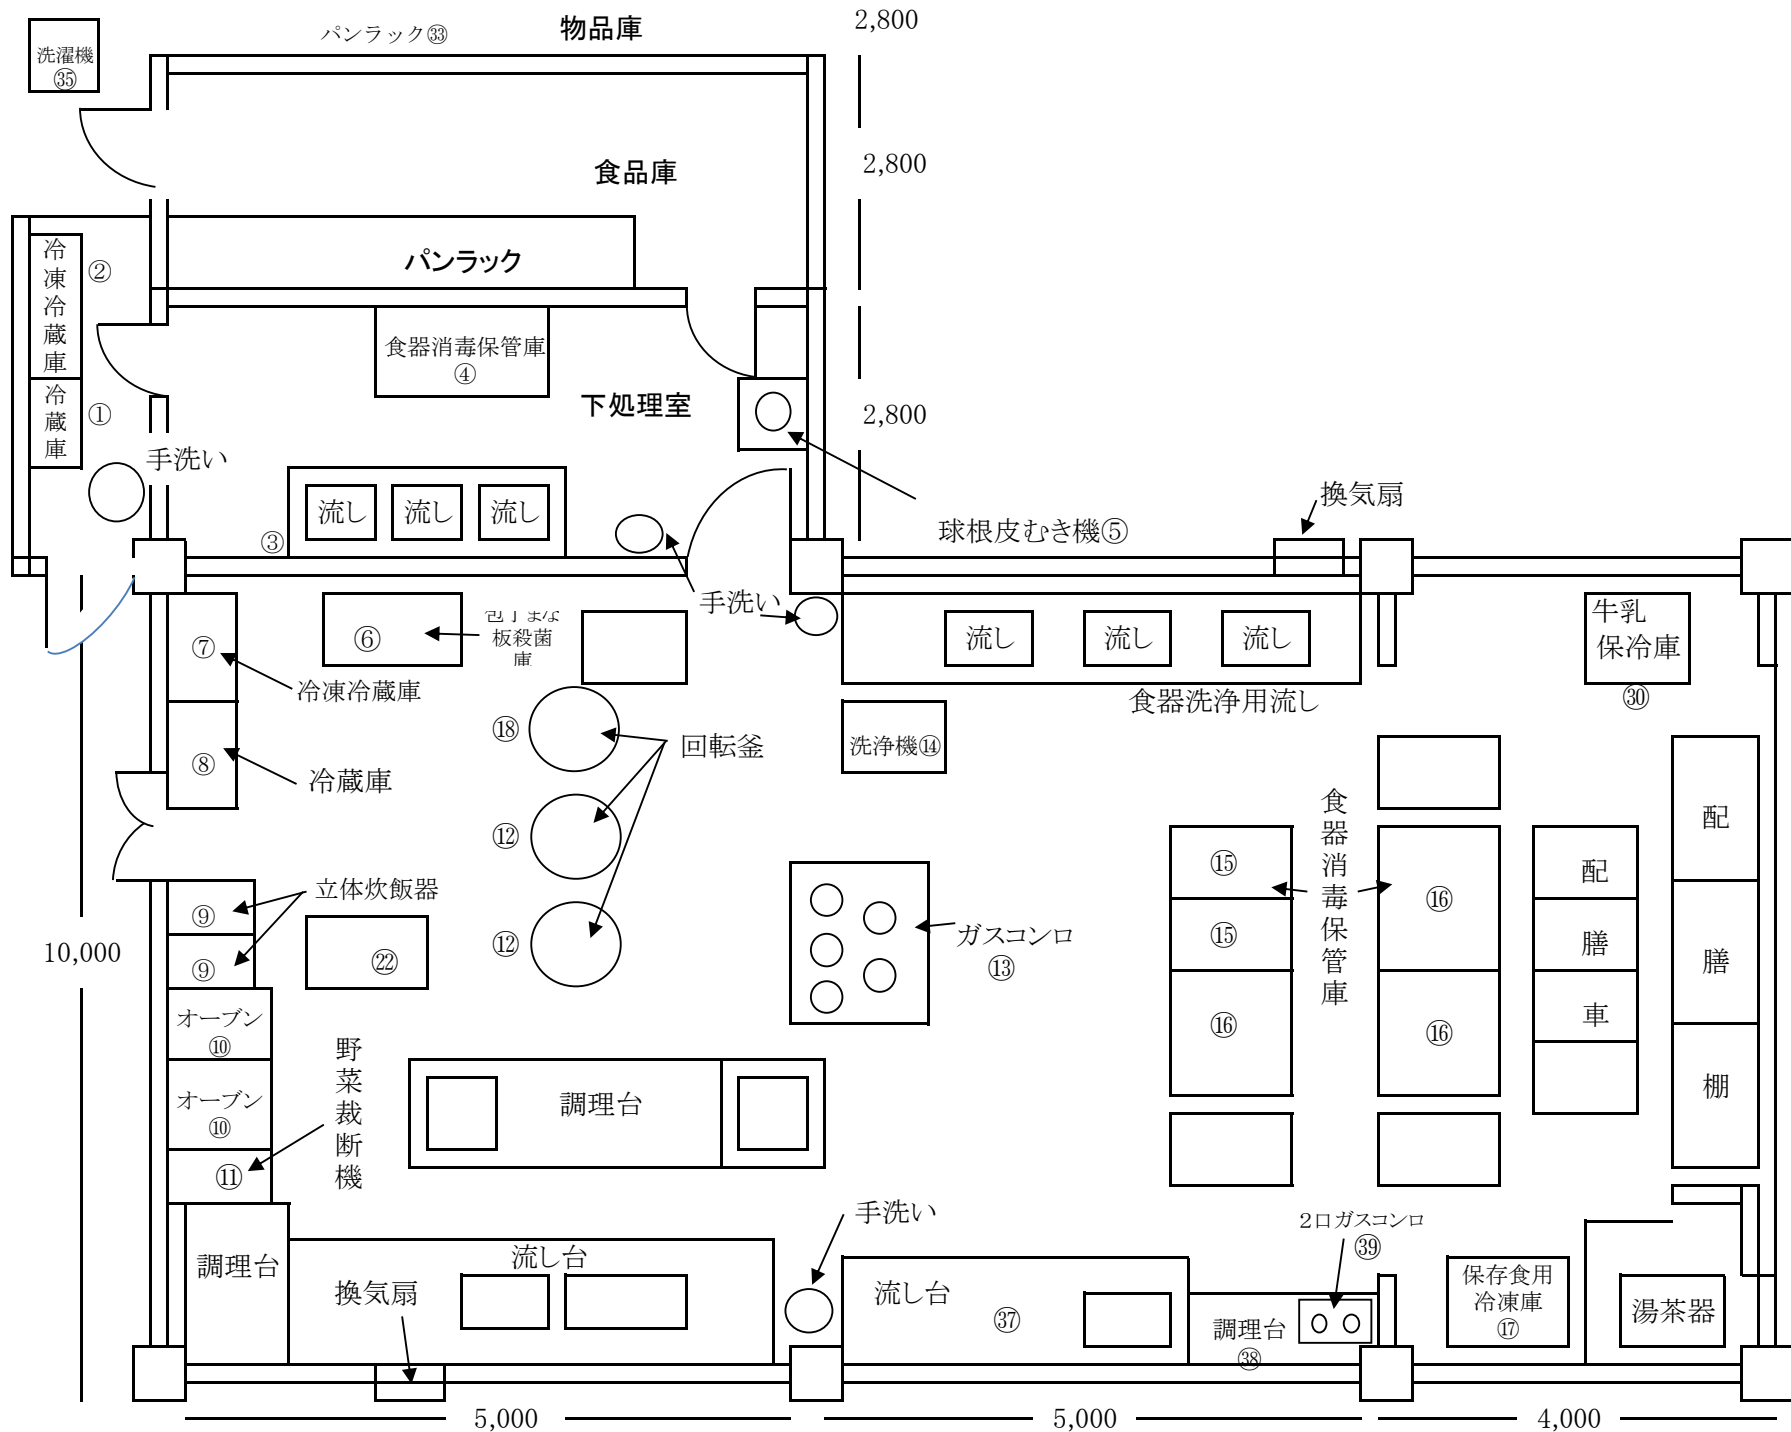 パンラック㉝
物品庫
2,800
洗濯機
㉟
食品庫
2,800
パンラック
冷凍冷蔵庫
②
冷蔵庫
①
食器消毒保管庫
④
下処理室
2,800
手洗い
流し
流し
流し
③
球根皮むき機⑤
換気扇
手洗い
⑥
包丁まな
板殺菌
庫
⑦
冷凍冷蔵庫
⑧
冷蔵庫
⑱
回転釜
⑫
⑫
流し
流し
流し
食器洗浄用流し
洗浄機⑭
牛乳
保冷庫
㉚
立体炊飯器
⑨
⑨
㉒
10,000
オーブン
⑩
オーブン
⑩
⑪
野菜裁断機
ガスコンロ
⑬
調理台
⑮
⑮
⑯
食器消毒保管庫
⑯
⑯
配
膳
車
配
膳
棚
調理台
流し台
換気扇
手洗い
流し台
㊲
2口ガスコンロ
㊴
調理台
㊳
保存食用
冷凍庫
⑰
湯茶器
5,000
5,000
4,000